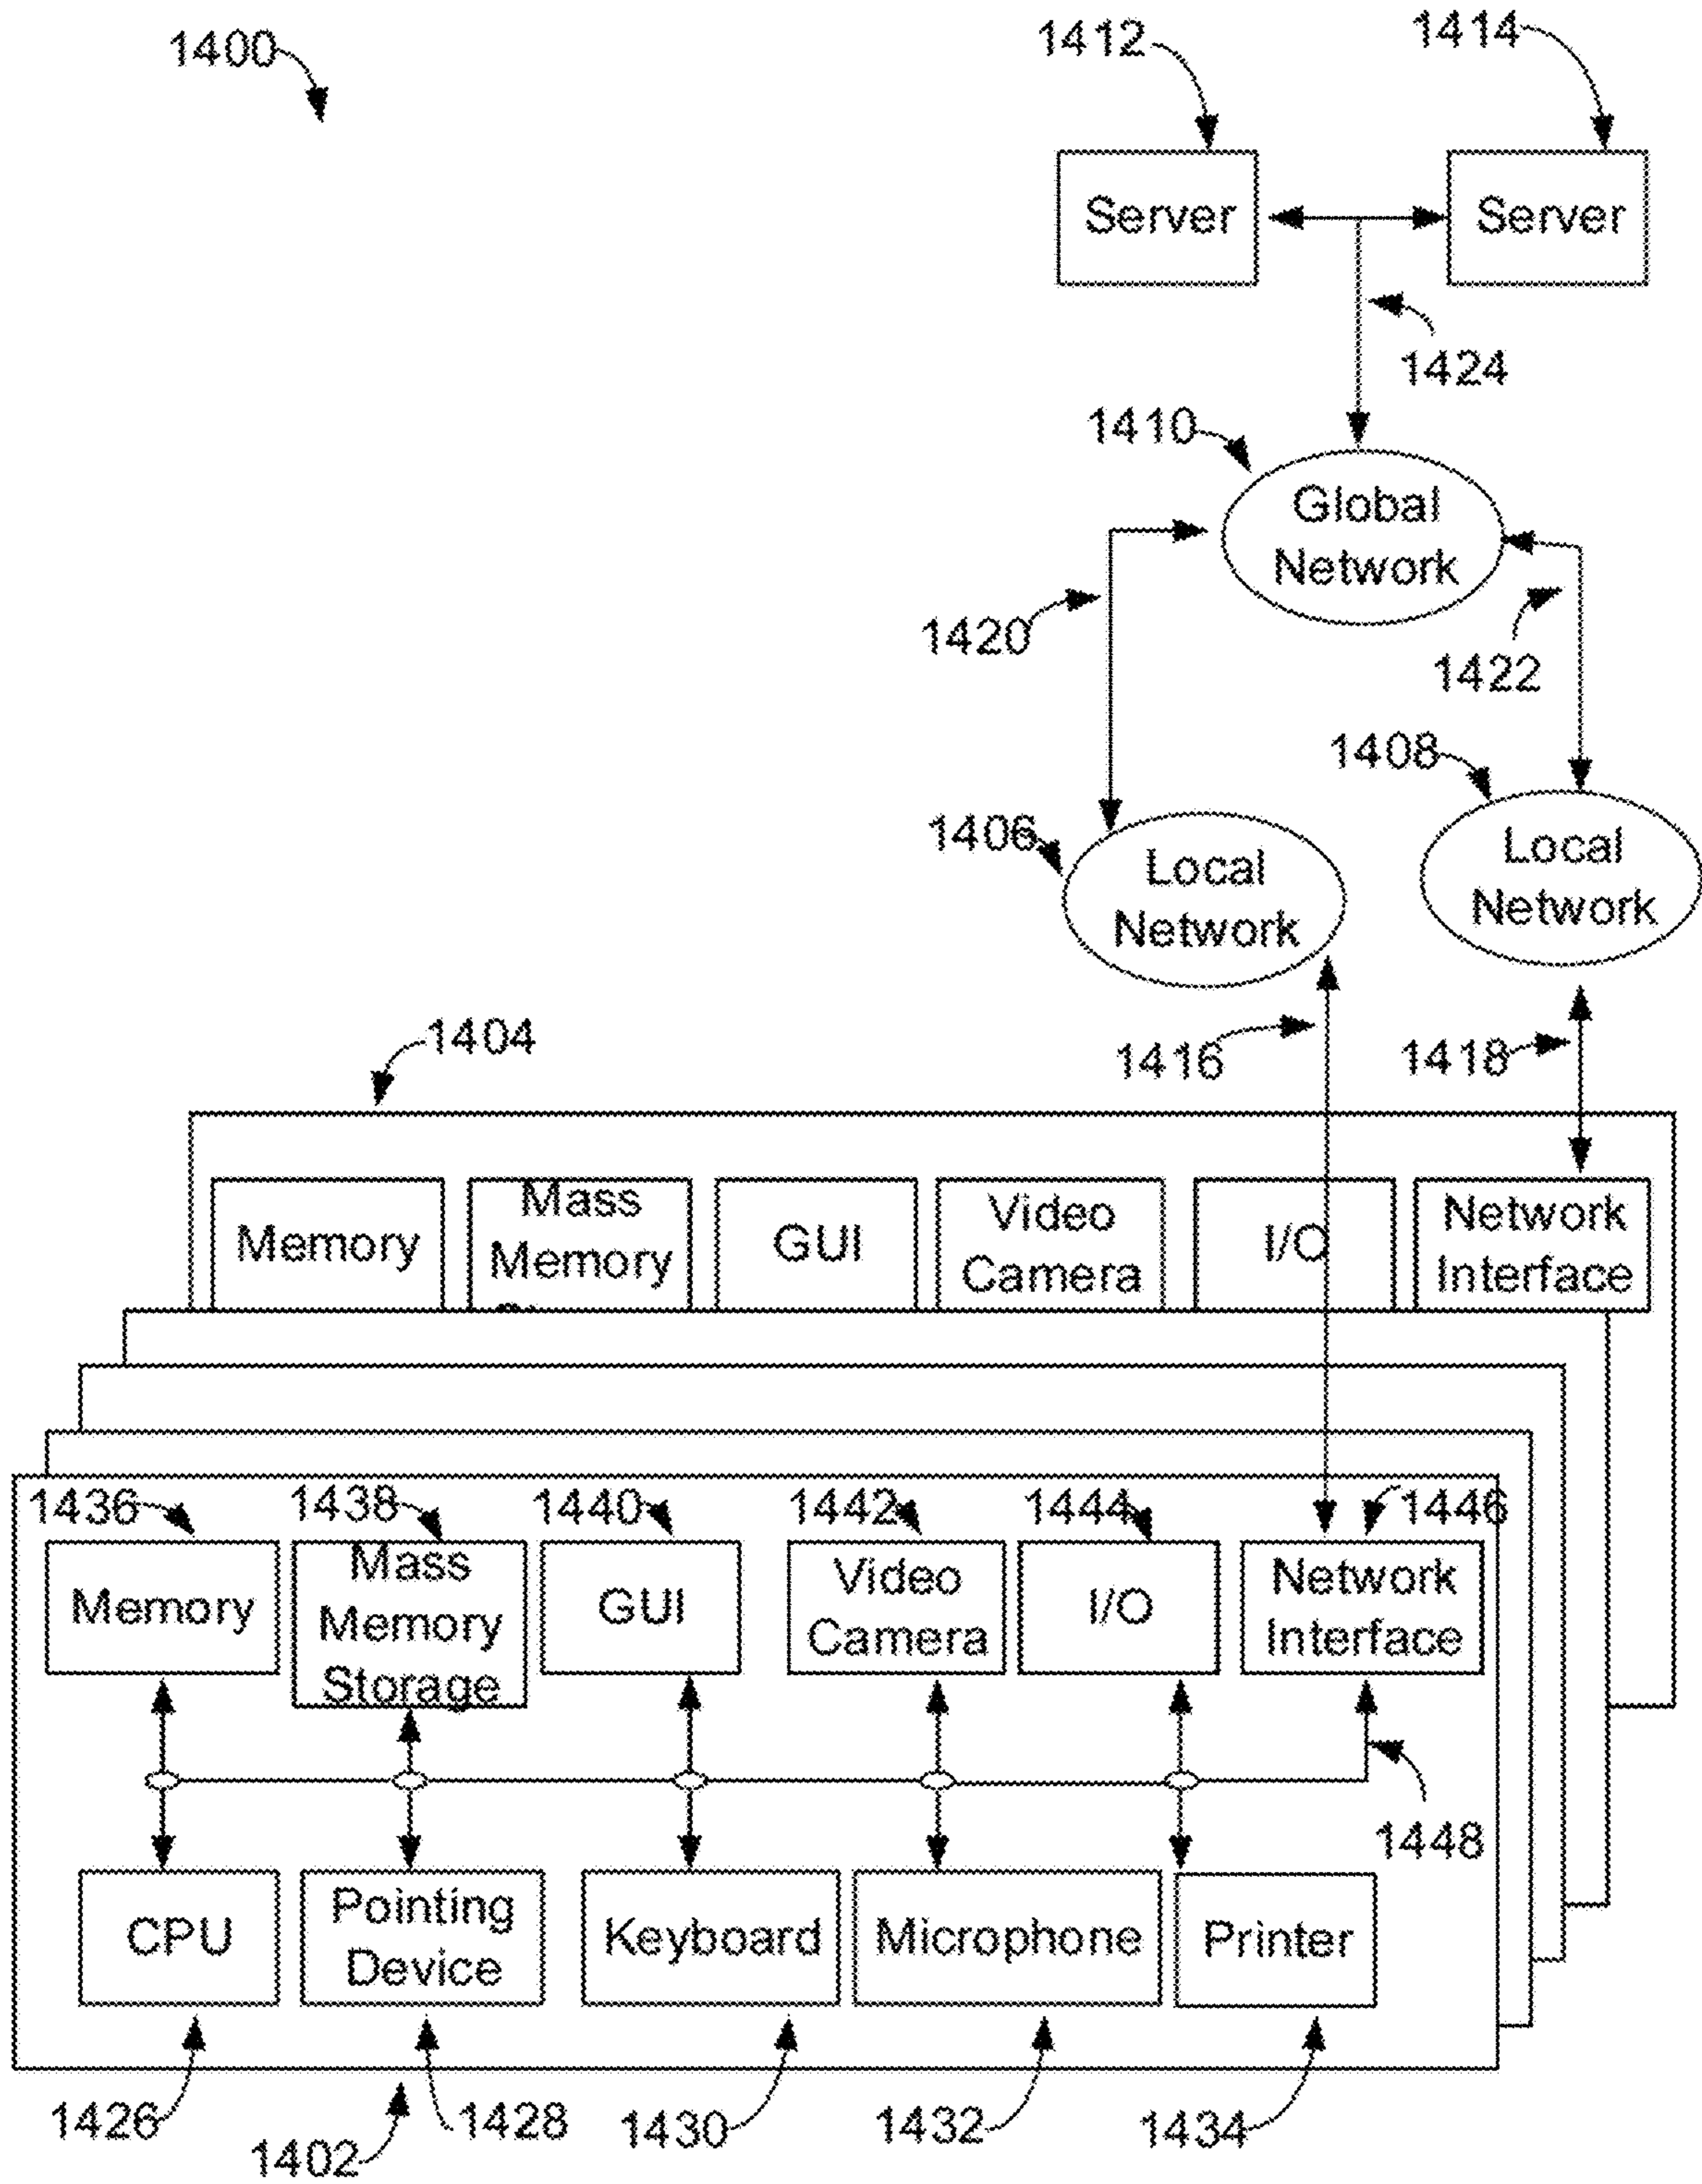 1400
1412
1414
Server
Server
1424
1410
Global
Network
1420
1422
1408
1406
Local
Network
Local
Network
1404
1416
1418
Memory
Mass
Memory
GUI
Video
Camera
I/O
Network
Interface
1436
1438
1440
1442
1444
1446
Memory
Mass
Memory
Storage
GUI
Video
Camera
I/O
Network
Interface
1448
CPU
Pointing
Device
Keyboard
Microphone
Printer
1426
1402
1428
1430
1432
1434